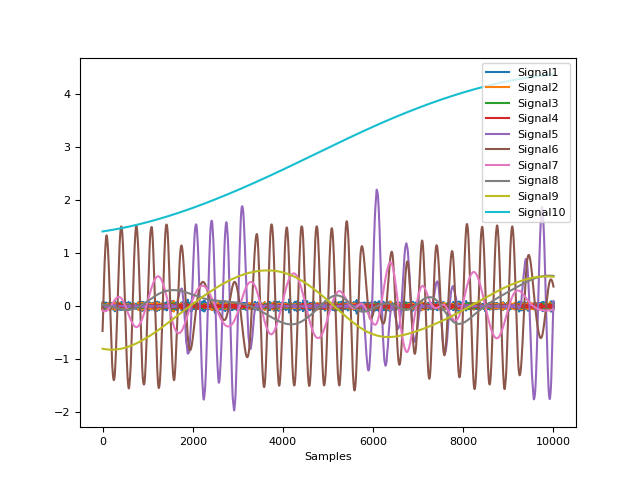 Signal1
Signal2
Signal3
Signal4
Signal5
Signal6
Signal7
Signal8
Signal9
Signal10
4
3
2
1
0
−1
−2
0
2000
4000
6000
8000
10000
Samples